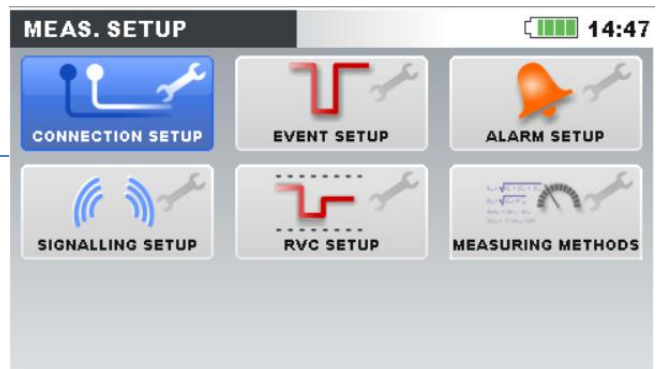 MEAS. SETUP
14:47
CONNECTION SETUP
EVENT SETUP
ALARM SETUP
SIGNALLING SETUP
RVC SETUP
MEASURING METHODS